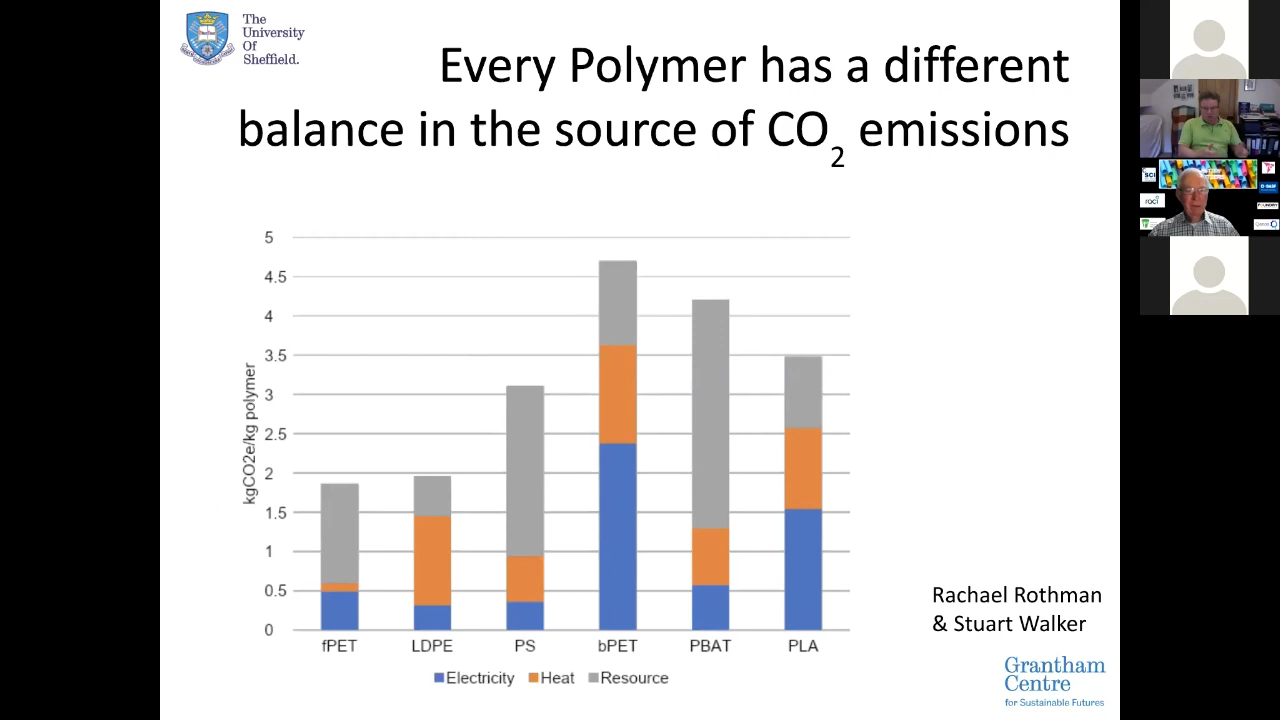 The
University
Of
Sheffield.
Every Polymer has a different
balance in the source of CO2 emissions
kgCO2e/kg polymer
5
4.5
4
3.5
3
2.5
2
1.5
1
0.5
0
fPET LDPE PS bPET PBAT PLA
Electricity Heat Resource
Rachael Rothman
& Stuart Walker
Grantham
Centre
for Sustainable Futures
SCI
raci